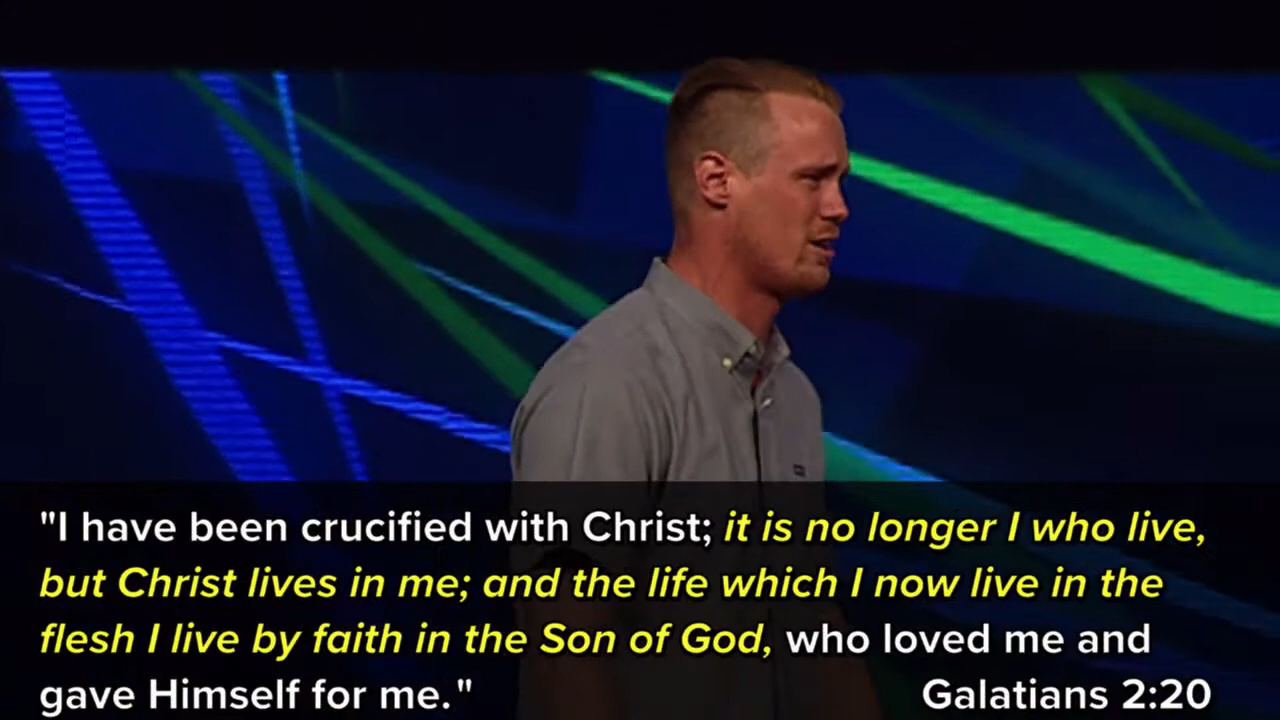 "I have been crucified with Christ; it is no longer I who live,
but Christ lives in me; and the life which I now live in the
flesh I live by faith in the Son of God, who loved me and
gave Himself for me." Galatians 2:20